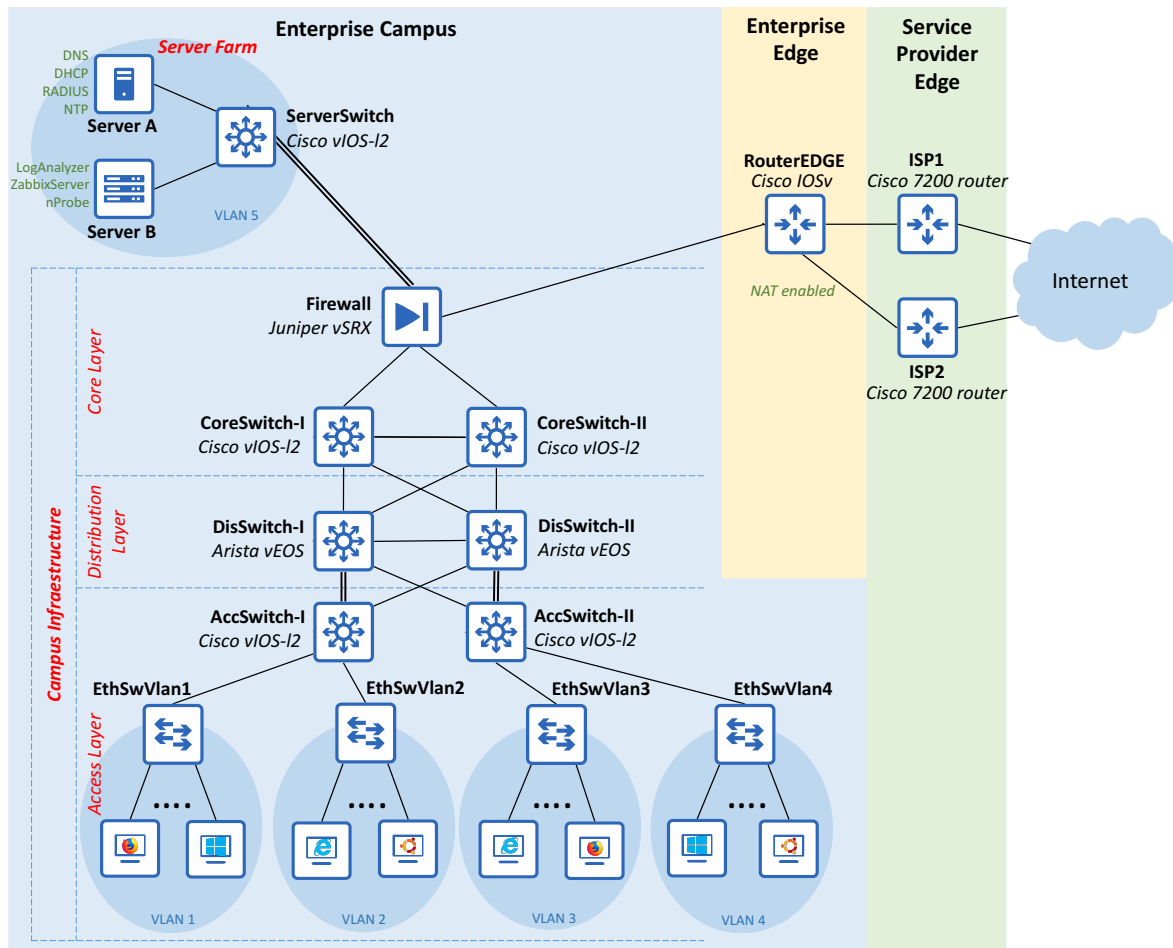 Enterprise Campus
Enterprise
Edge
Service
Provider
Edge
Server Farm
DNS
DHCP
RADIUS
NTP
Server A
ServerSwitch
Cisco vIOS-l2
LogAnalyzer
ZabbixServer
nProbe
Server B
VLAN 5
RouterEDGE
Cisco IOSv
NAT enabled
ISP1
Cisco 7200 router
ISP2
Cisco 7200 router
Internet
Campus Infraestructure
Core Layer
Firewall
Juniper vSRX
CoreSwitch-I
Cisco vIOS-l2
CoreSwitch-II
Cisco vIOS-l2
Distribution
Layer
DisSwitch-I
Arista vEOS
DisSwitch-II
Arista vEOS
Access Layer
AccSwitch-I
Cisco vIOS-l2
AccSwitch-II
Cisco vIOS-l2
EthSwVlan1
EthSwVlan2
EthSwVlan3
EthSwVlan4
....
....
....
....
VLAN 1
VLAN 2
VLAN 3
VLAN 4